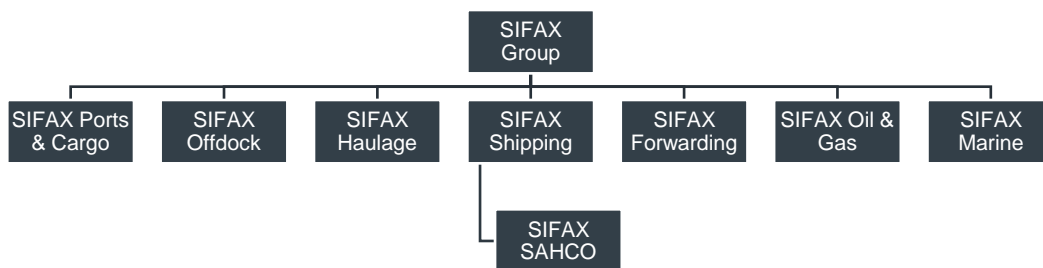 SIFAX
Group
SIFAX Ports
& Cargo
SIFAX
Offdock
SIFAX
Haulage
SIFAX
Shipping
SIFAX
Forwarding
SIFAX Oil &
Gas
SIFAX
Marine
SIFAX
SAHCO